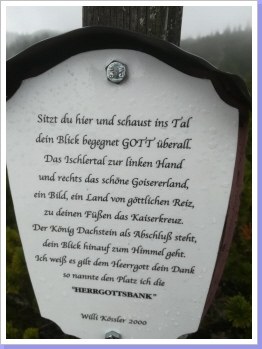 Sitzt du hier und schaust ins Tal
dein Blick begegnet GOTT überall.
Das Ischlertal zur linken Hand
und rechts das schöne Goisererland,
ein Bild, ein Land von göttlichen Reiz,
zu deinen Füßen das Kaiserkreuz.
Der König Dachstein als Abschluß steht,
dein Blick hinauf zum Himmel geht.
Ich weiß es gilt dem Heerrgott dein Dank
so nannte den Platz ich die
"HERRGOTTSBANK"
Willi Kössler 2000